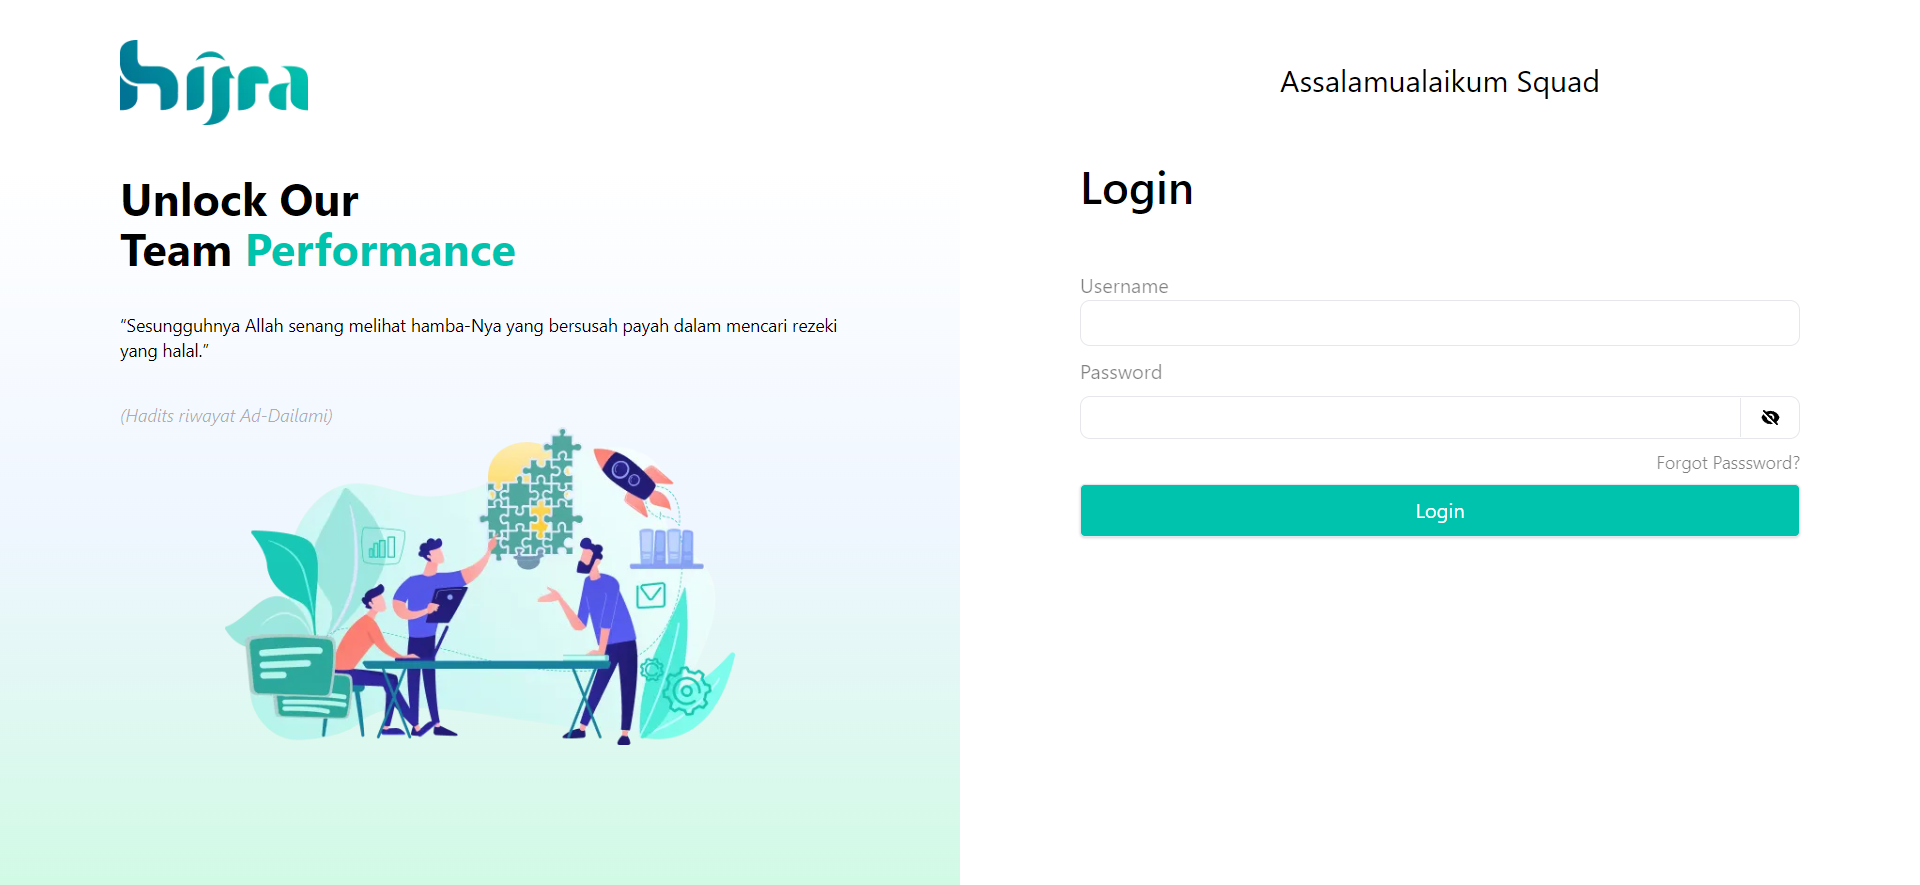 hijra
Unlock Our
Team Performance
“Sesungguhnya Allah senang melihat hamba-Nya yang bersusah payah dalam mencari rezeki
yang halal.”
(Hadits riwayat Ad-Dailami)
Assalamualaikum Squad
Login
Username
Password
Forgot Passsword?
Login